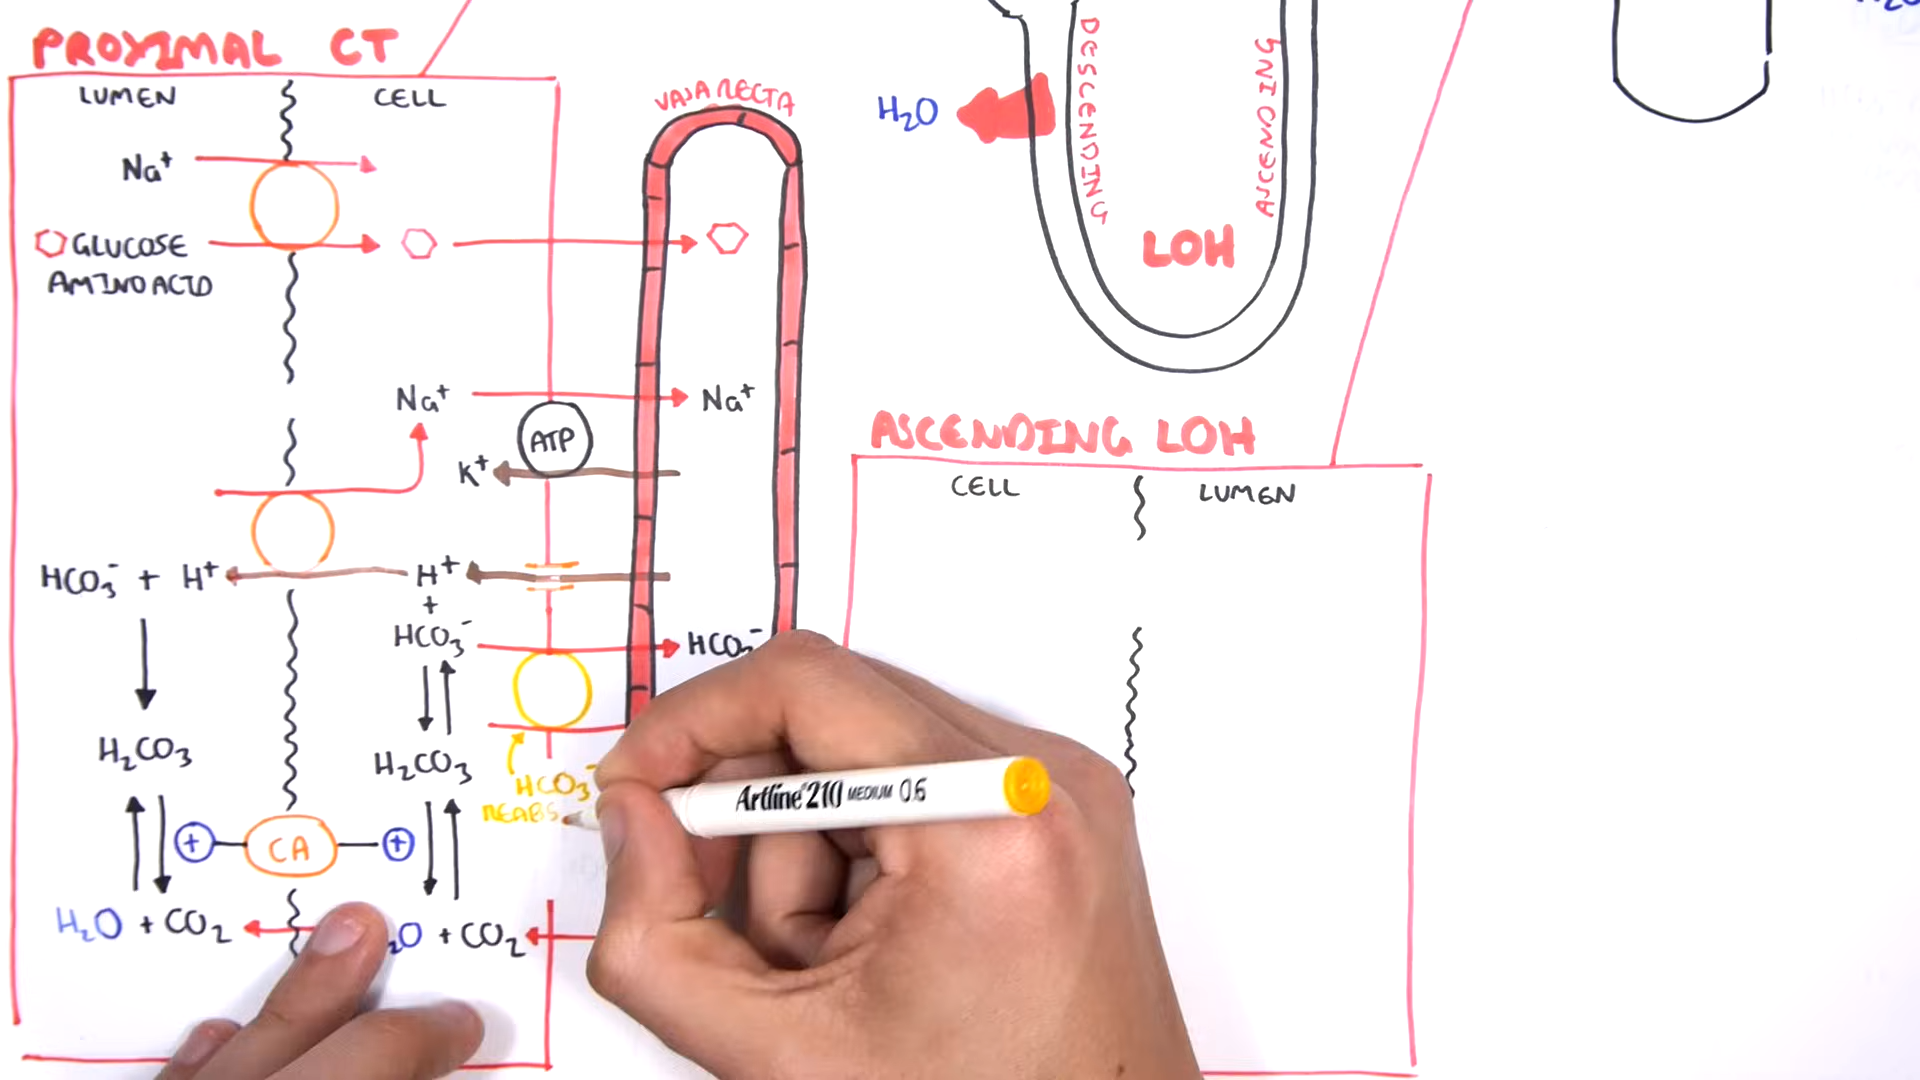 PROXIMAL CT
LUMEN
CELL
Na⁺
GLUCOSE
AMINO ACID
VASA RECTA
H₂O
DESCENDING
ASCENDING
LOH
Na⁺
Na⁺
ATP
K⁺
HCO₃⁻ + H⁺
H⁺
+
HCO₃⁻
HCO₃⁻
H₂CO₃
H₂CO₃
HCO₃⁻
REABS
+ CA +
H₂O + CO₂
₂O + CO₂
ASCENDING LOH
CELL
LUMEN
Artline 210 MEDIUM 0.6